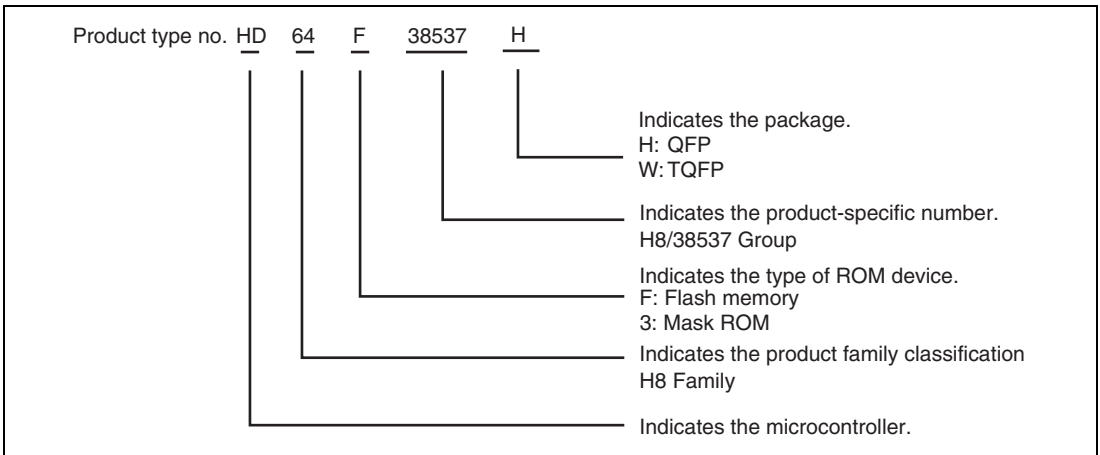 Product type no. HD 64 F 38537 H
Indicates the package.
H: QFP
W: TQFP
Indicates the product-specific number.
H8/38537 Group
Indicates the type of ROM device.
F: Flash memory
3: Mask ROM
Indicates the product family classification
H8 Family
Indicates the microcontroller.